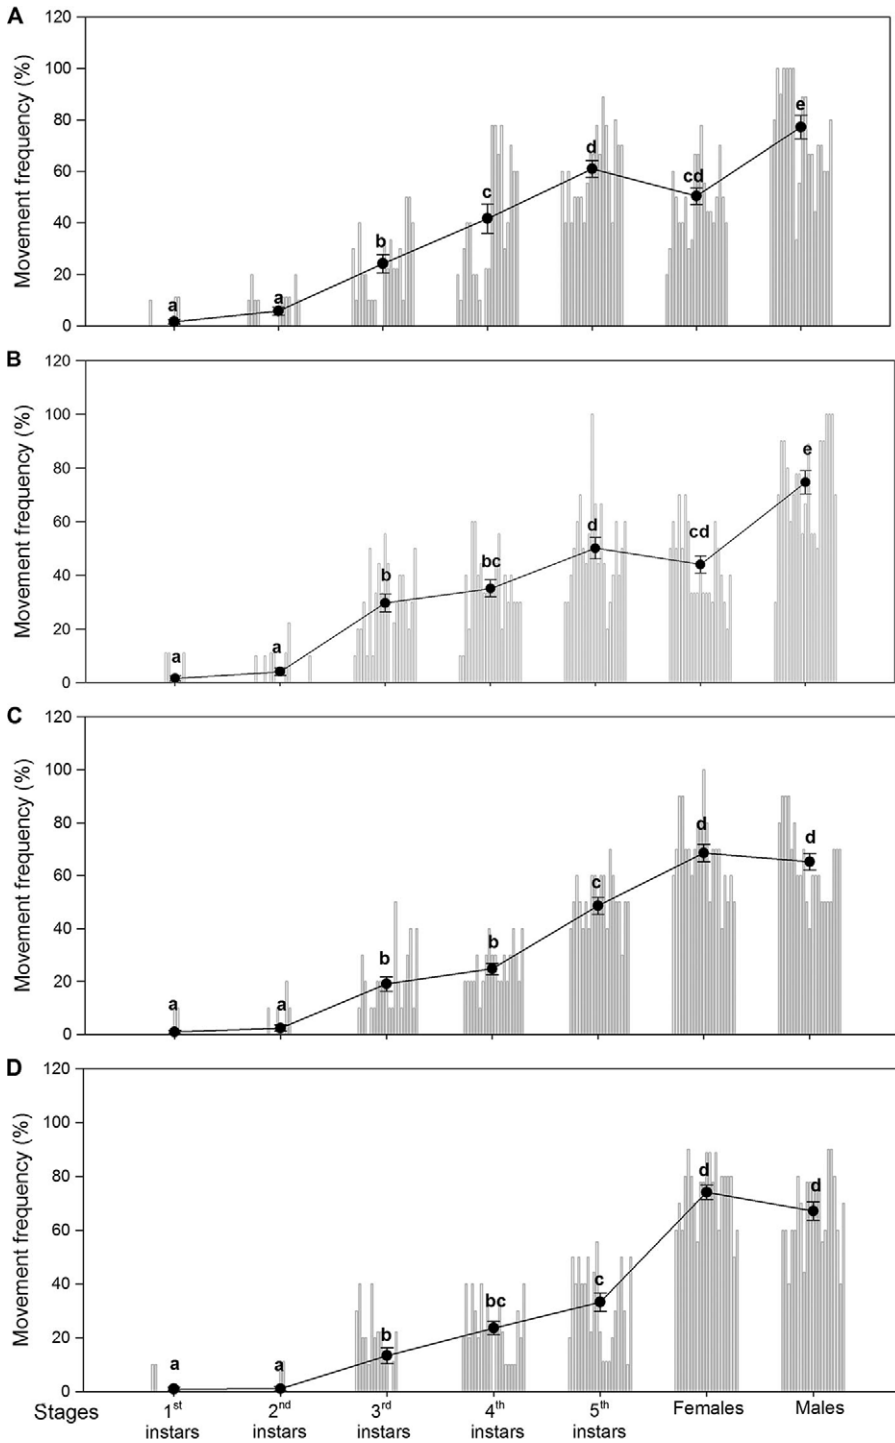 A
120
100
80
60
40
20
0
Movement frequency (%)
a
a
b
c
d
cd
e
B
120
100
80
60
40
20
0
Movement frequency (%)
a
a
b
bc
d
cd
e
C
120
100
80
60
40
20
0
Movement frequency (%)
a
a
b
b
c
d
d
D
120
100
80
60
40
20
0
Movement frequency (%)
a
a
b
bc
c
d
d
Stages
1st instars
2nd instars
3rd instars
4th instars
5th instars
Females
Males